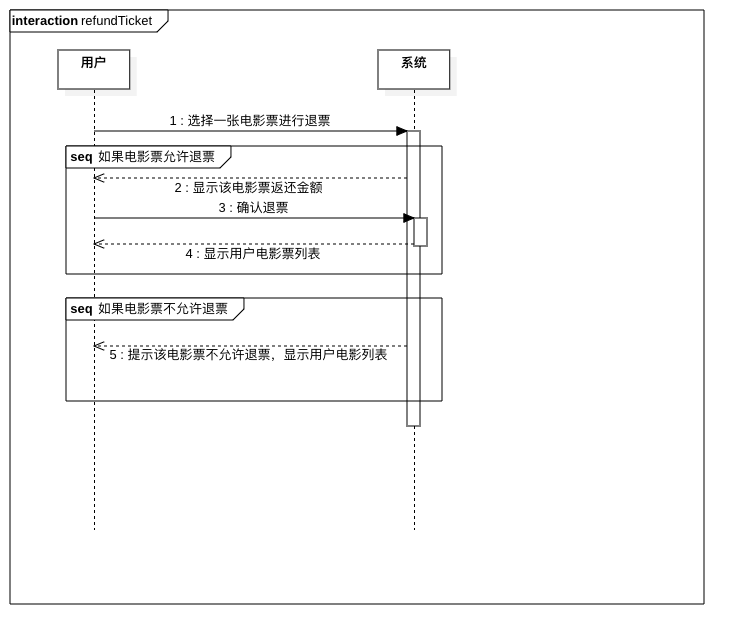 interaction refundTicket
用户
系统
1 : 选择一张电影票进行退票
seq 如果电影票允许退票
2 : 显示该电影票返还金额
3 : 确认退票
4 : 显示用户电影票列表
seq 如果电影票不允许退票
5 : 提示该电影票不允许退票，显示用户电影列表